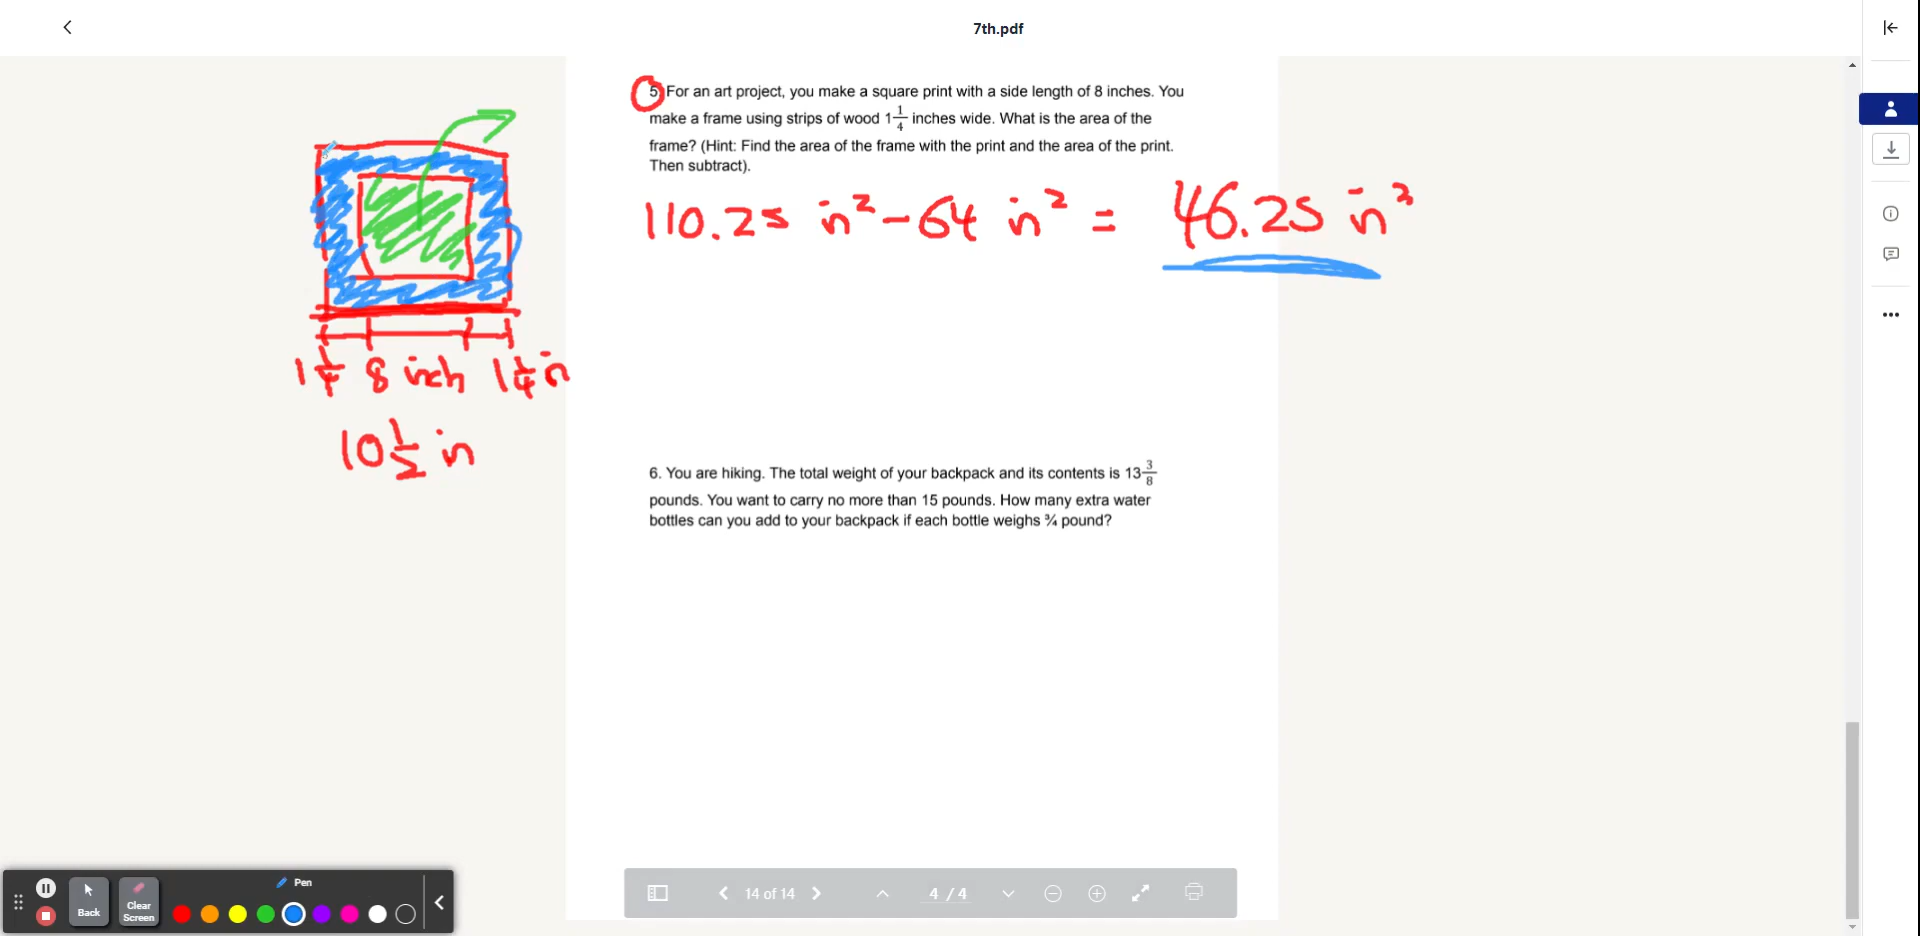 7th.pdf
5. For an art project, you make a square print with a side length of 8 inches. You
make a frame using strips of wood 1 1/4 inches wide. What is the area of the
frame? (Hint: Find the area of the frame with the print and the area of the print.
Then subtract).
110.25 in² - 64 in² = 46.25 in²
1 1/4 8 inch 1 1/4 in
10 1/2 in
6. You are hiking. The total weight of your backpack and its contents is 13 3/8
pounds. You want to carry no more than 15 pounds. How many extra water
bottles can you add to your backpack if each bottle weighs ¾ pound?
Pen
Back
Clear
Screen
14 of 14
4 / 4